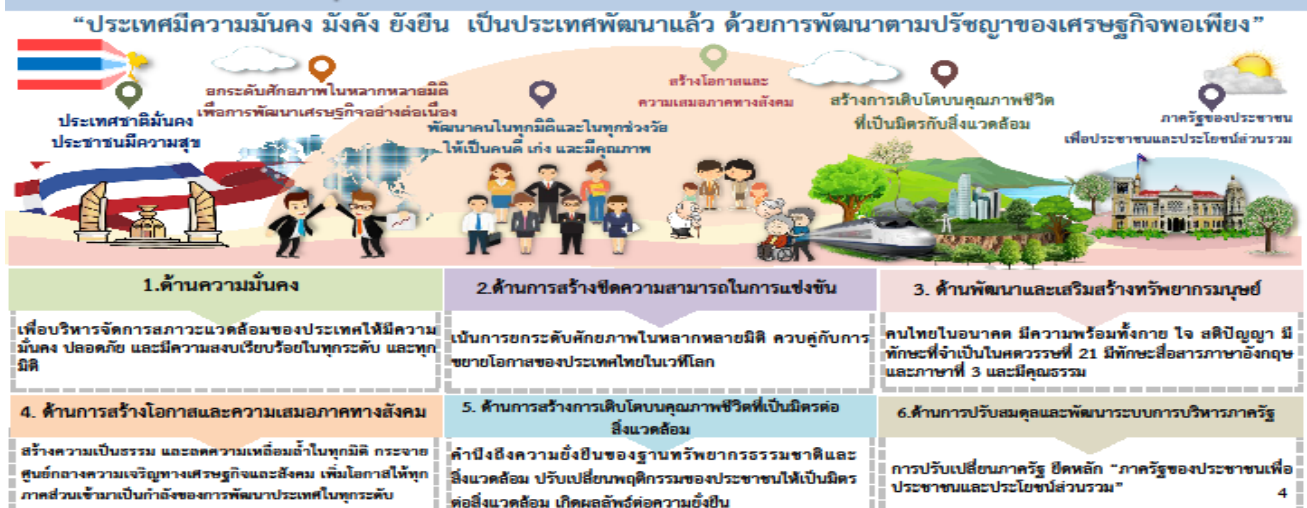 “ประเทศมีความมั่นคง มั่งคั่ง ยั่งยืน เป็นประเทศพัฒนาแล้ว ด้วยการพัฒนาตามปรัชญาของเศรษฐกิจพอเพียง”
ประเทศชาติมั่นคง
ประชาชนมีความสุข
ยกระดับศักยภาพในหลากหลายมิติ
เพื่อการพัฒนาเศรษฐกิจอย่างต่อเนื่อง
พัฒนาคนในทุกมิติและในทุกช่วงวัย
ให้เป็นคนดี เก่ง และมีคุณภาพ
สร้างโอกาสและ
ความเสมอภาคทางสังคม
สร้างการเติบโตบนคุณภาพชีวิต
ที่เป็นมิตรกับสิ่งแวดล้อม
ภาครัฐของประชาชน
เพื่อประชาชนและประโยชน์ส่วนรวม
1.ด้านความมั่นคง
เพื่อบริหารจัดการสภาวะแวดล้อมของประเทศให้มีความ
มั่นคง ปลอดภัย และมีความสงบเรียบร้อยในทุกระดับ และทุก
มิติ
2.ด้านการสร้างขีดความสามารถในการแข่งขัน
เน้นการยกระดับศักยภาพในหลากหลายมิติ ควบคู่กับการ
ขยายโอกาสของประเทศไทยในเวทีโลก
3. ด้านพัฒนาและเสริมสร้างทรัพยากรมนุษย์
คนไทยในอนาคต มีความพร้อมทั้งกาย ใจ สติปัญญา มี
ทักษะที่จำเป็นในศตวรรษที่ 21 มีทักษะสื่อสารภาษาอังกฤษ
และภาษาที่ 3 และมีคุณธรรม
4. ด้านการสร้างโอกาสและความเสมอภาคทางสังคม
สร้างความเป็นธรรม และลดความเหลื่อมล้ำในทุกมิติ กระจาย
ศูนย์กลางความเจริญทางเศรษฐกิจและสังคม เพิ่มโอกาสให้ทุก
ภาคส่วนเข้ามาเป็นกำลังของการพัฒนาประเทศในทุกระดับ
5. ด้านการสร้างการเติบโตบนคุณภาพชีวิตที่เป็นมิตรต่อ
สิ่งแวดล้อม
คำนึงถึงความยั่งยืนของฐานทรัพยากรธรรมชาติและ
สิ่งแวดล้อม ปรับเปลี่ยนพฤติกรรมของประชาชนให้เป็นมิตร
ต่อสิ่งแวดล้อม เกิดผลลัพธ์ต่อความยั่งยืน
6.ด้านการปรับสมดุลและพัฒนาระบบการบริหารภาครัฐ
การปรับเปลี่ยนภาครัฐ ยึดหลัก “ภาครัฐของประชาชนเพื่อ
ประชาชนและประโยชน์ส่วนรวม”
4